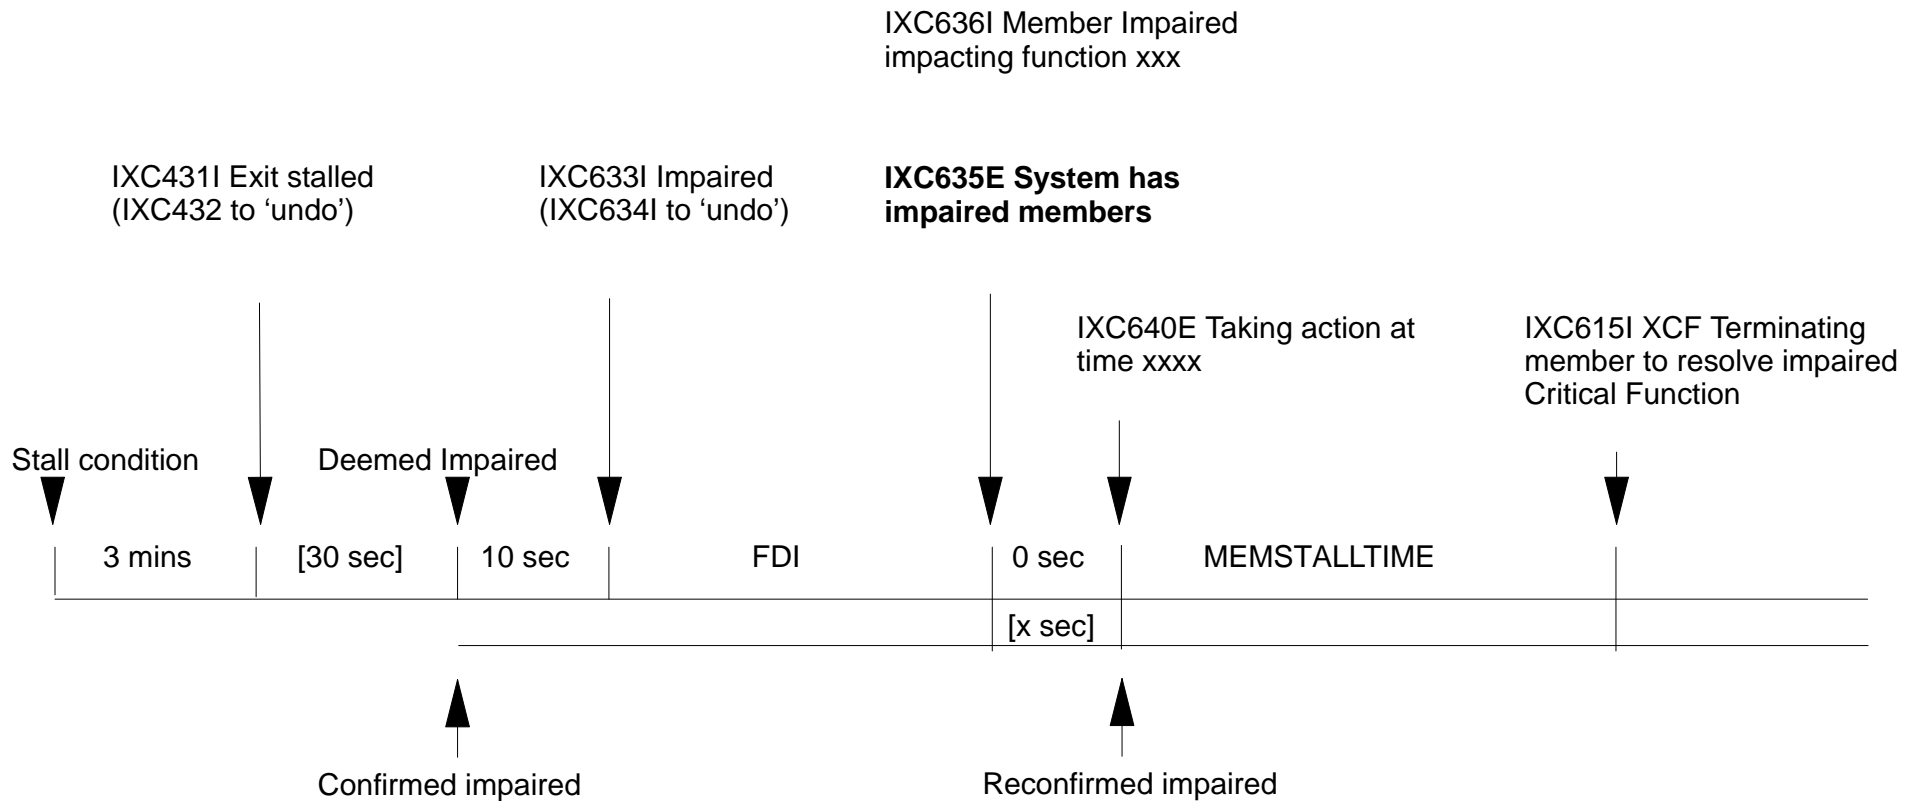 IXC636I Member Impaired
impacting function xxx
IXC431I Exit stalled
(IXC432 to ‘undo’)
IXC633I Impaired
(IXC634I to ‘undo’)
IXC635E System has
impaired members
IXC640E Taking action at
time xxxx
IXC615I XCF Terminating
member to resolve impaired
Critical Function
Stall condition
Deemed Impaired
3 mins
[30 sec]
10 sec
FDI
0 sec
MEMSTALLTIME
[x sec]
Confirmed impaired
Reconfirmed impaired